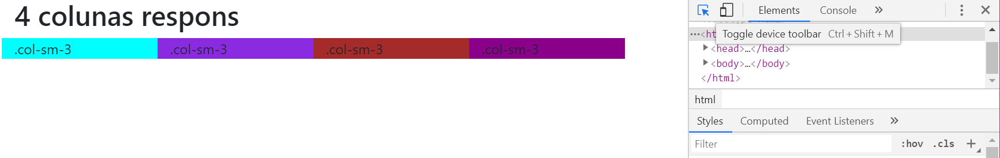 4 colunas respons
.col-sm-3 .col-sm-3 .col-sm-3 .col-sm-3
Elements Console »
Toggle device toolbar Ctrl + Shift + M
…<ht
<head>…</head>
<body>…</body>
</html>
html
Styles Computed Event Listeners »
Filter :hov .cls +